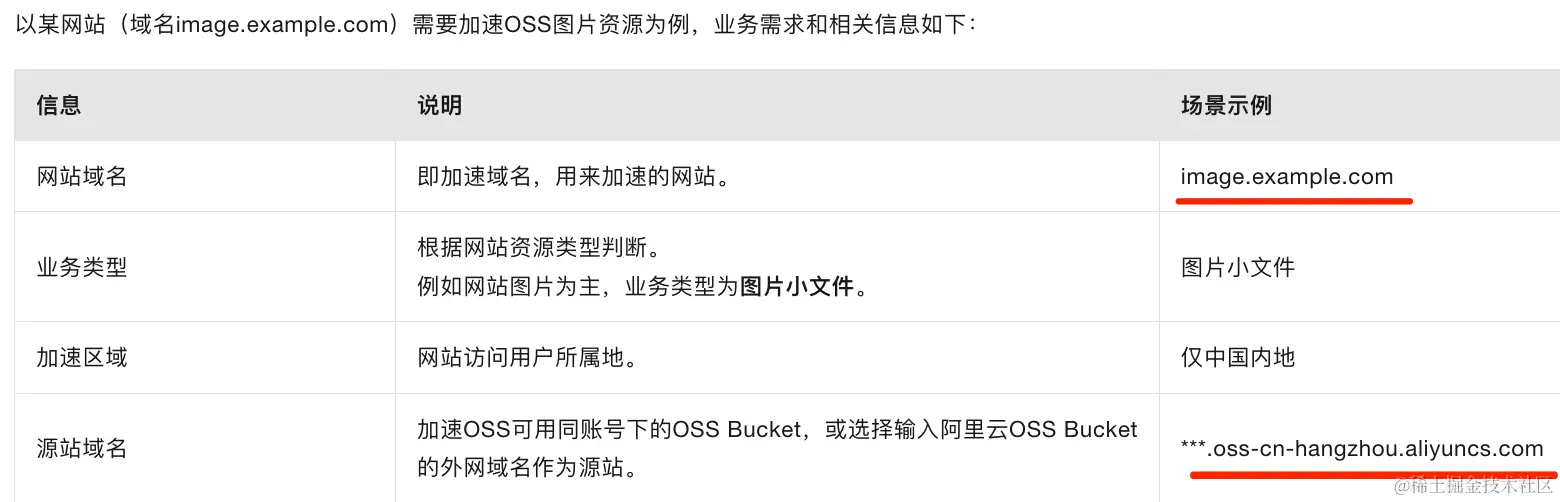 以某网站（域名image.example.com）需要加速OSS图片资源为例，业务需求和相关信息如下：
信息
说明
场景示例
网站域名
即加速域名，用来加速的网站。
image.example.com
业务类型
根据网站资源类型判断。
例如网站图片为主，业务类型为图片小文件。
图片小文件
加速区域
网站访问用户所属地。
仅中国内地
源站域名
加速OSS可用同账号下的OSS Bucket，或选择输入阿里云OSS Bucket
的外网域名作为源站。
***.oss-cn-hangzhou.aliyuncs.com
@稀土掘金技术社区